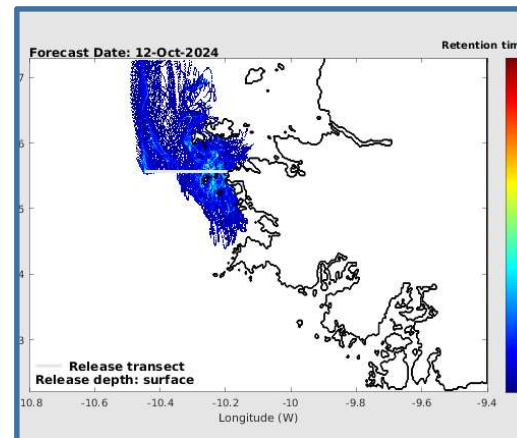 Forecast Date: 12-Oct-2024
Retention tim
7
6
5
4
3
Release transect
Release depth: surface
10.8 -10.6 -10.4 -10.2 -10 -9.8 -9.6 -9.4
Longitude (W)